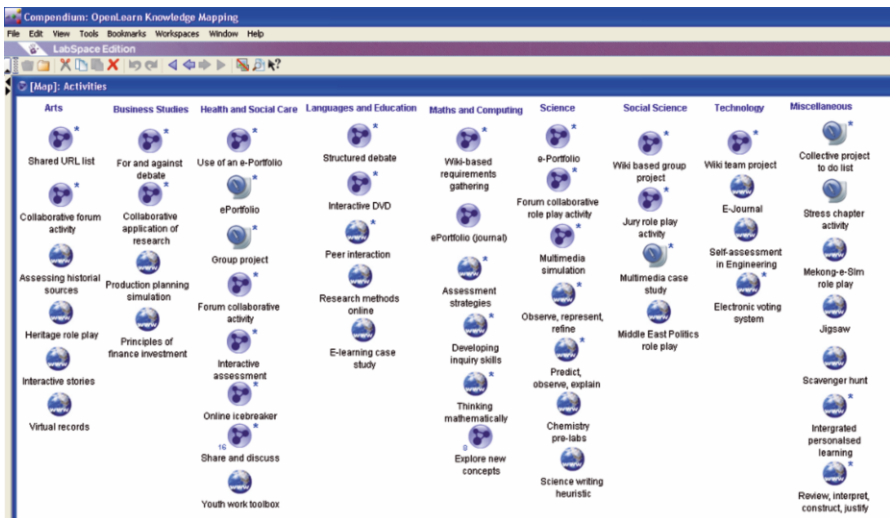 Compendium: OpenLearn Knowledge Mapping
File Edit View Tools Bookmarks Workspaces Window Help
LabSpace Edition
[Map]: Activities
Arts
Shared URL list
Collaborative forum
activity
Assessing historial
sources
Heritage role play
Interactive stories
Virtual records
Business Studies
For and against
debate
Collaborative
application of
research
Production planning
simulation
Principles of
finance investment
Health and Social Care
Use of an e-Portfolio
ePortfolio
Group project
Forum collaborative
activity
Interactive
assessment
Online icebreaker
16
Share and discuss
Youth work toolbox
Languages and Education
Structured debate
Interactive DVD
Peer interaction
Research methods
online
E-learning case
study
Maths and Computing
Wiki-based
requirements
gathering
ePortfolio (journal)
Assessment
strategies
Developing
inquiry skills
Thinking
mathematically
Explore new
concepts
Science
e-Portfolio
Forum collaborative
role play activity
Multimedia
simulation
Observe, represent,
refine
Predict,
observe, explain
Chemistry
pre-labs
Science writing
heuristic
Social Science
Wiki based group
project
Jury role play
activity
Multimedia case
study
Middle East Politics
role play
Technology
Wiki team project
E-Journal
Self-assessment
in Engineering
Electronic voting
system
Miscellaneous
Collective project
to do list
Stress chapter
activity
Mekong-e-Sim
role play
Jigsaw
Scavenger hunt
Intergrated
personalsed
learning
Review, interpret,
construct, justify